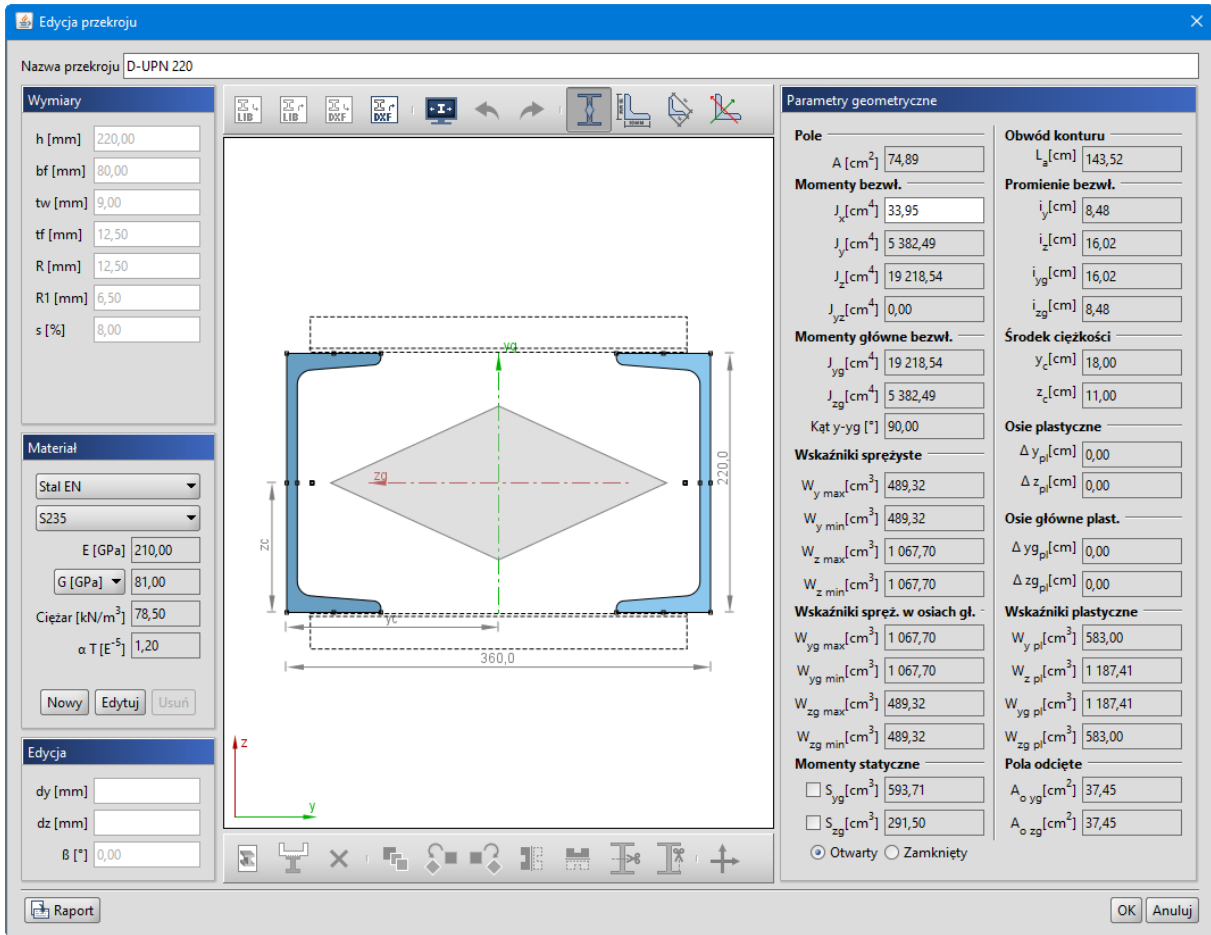 Edycja przekroju
Nazwa przekroju D-UPN 220
Wymiary
h [mm] 220,00
bf [mm] 80,00
tw [mm] 9,00
tf [mm] 12,50
R [mm] 12,50
R1 [mm] 6,50
s [%] 8,00
Materiał
Stal EN
S235
E [GPa] 210,00
G [GPa] 81,00
Ciężar [kN/m³] 78,50
α T [E⁻⁵] 1,20
Nowy Edytuj Usuń
Edycja
dy [mm]
dz [mm]
ß [°] 0,00
LIB LIB DXF DXF
yg
zg
220,0
zc
yc
360,0
z
y
Parametry geometryczne
Pole
A [cm²] 74,89
Momenty bezwł.
Jx[cm⁴] 33,95
Jy[cm⁴] 5 382,49
Jz[cm⁴] 19 218,54
Jyz[cm⁴] 0,00
Momenty główne bezwł.
Jyg[cm⁴] 19 218,54
Jzg[cm⁴] 5 382,49
Kąt y-yg [°] 90,00
Wskaźniki sprężyste
Wy max[cm³] 489,32
Wy min[cm³] 489,32
Wz max[cm³] 1 067,70
Wz min[cm³] 1 067,70
Wskaźniki spręż. w osiach gł.
Wyg max[cm³] 1 067,70
Wyg min[cm³] 1 067,70
Wzg max[cm³] 489,32
Wzg min[cm³] 489,32
Momenty statyczne
Syg[cm³] 593,71
Szg[cm³] 291,50
Otwarty Zamknięty
Obwód konturu
La[cm] 143,52
Promienie bezwł.
iy[cm] 8,48
iz[cm] 16,02
iyg[cm] 16,02
izg[cm] 8,48
Środek ciężkości
yc[cm] 18,00
zc[cm] 11,00
Osie plastyczne
Δ ypl[cm] 0,00
Δ zpl[cm] 0,00
Osie główne plast.
Δ ygpl[cm] 0,00
Δ zgpl[cm] 0,00
Wskaźniki plastyczne
Wy pl[cm³] 583,00
Wz pl[cm³] 1 187,41
Wyg pl[cm³] 1 187,41
Wzg pl[cm³] 583,00
Pola odcięte
Ao yg[cm²] 37,45
Ao zg[cm²] 37,45
Raport
OK Anuluj